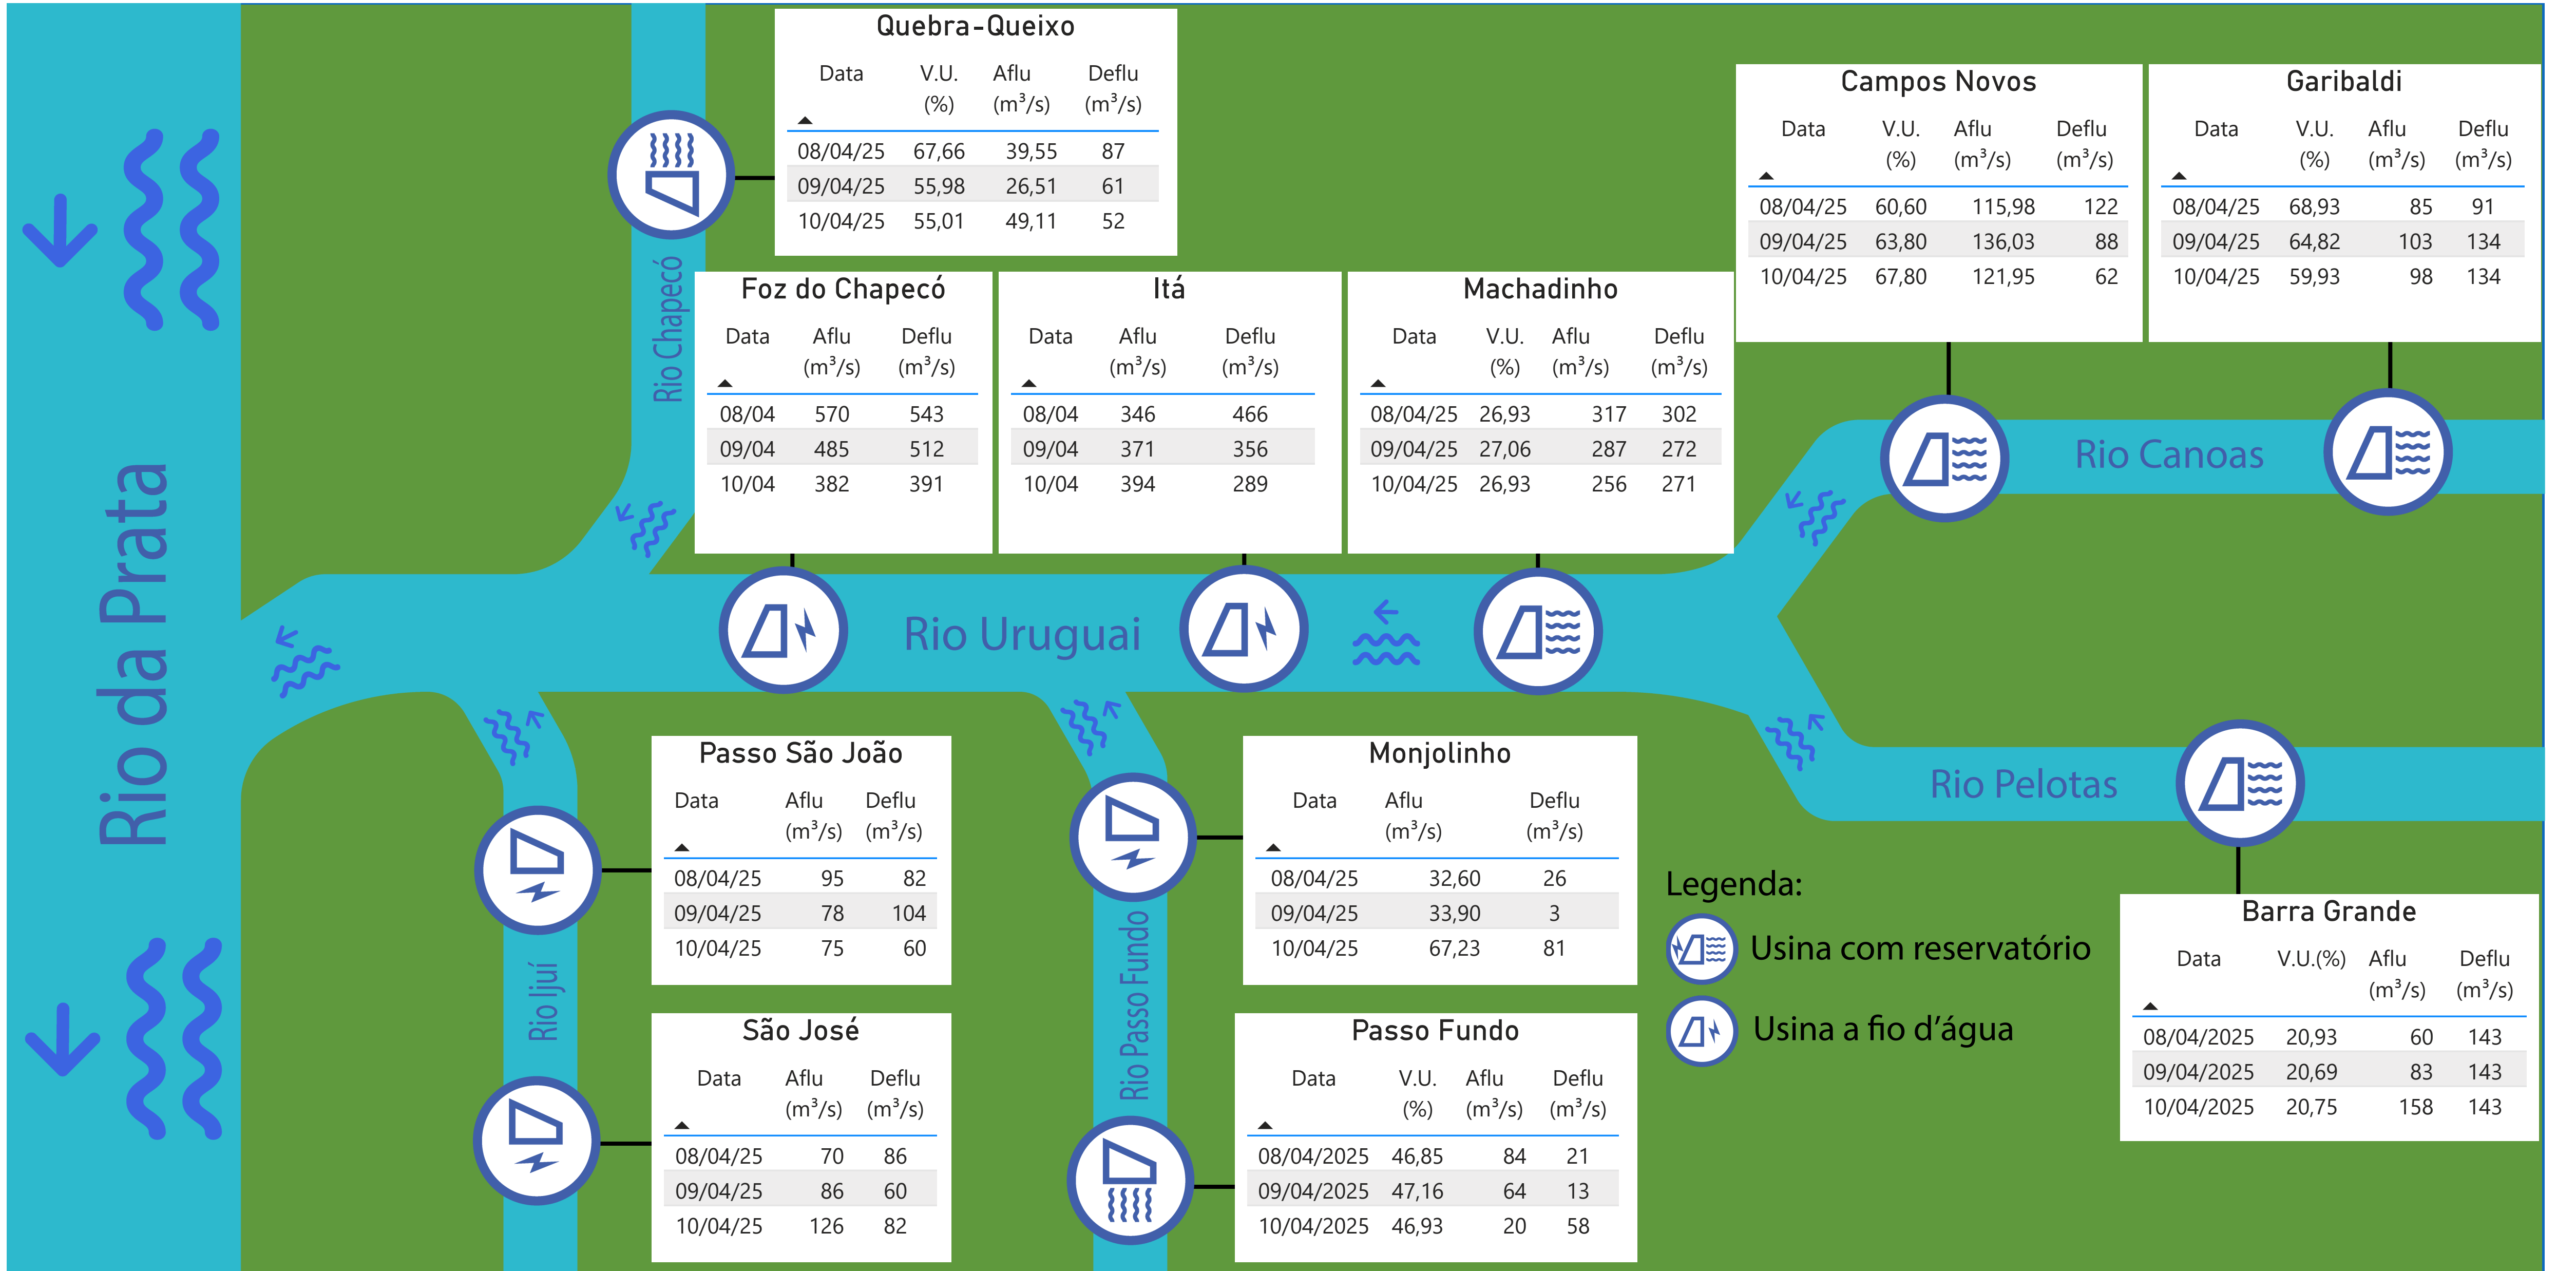 Quebra-Queixo
Data V.U. (%) Aflu (m³/s) Deflu (m³/s)
08/04/25 67,66 39,55 87
09/04/25 55,98 26,51 61
10/04/25 55,01 49,11 52
Campos Novos
Data V.U. (%) Aflu (m³/s) Deflu (m³/s)
08/04/25 60,60 115,98 122
09/04/25 63,80 136,03 88
10/04/25 67,80 121,95 62
Garibaldi
Data V.U. (%) Aflu (m³/s) Deflu (m³/s)
08/04/25 68,93 85 91
09/04/25 64,82 103 134
10/04/25 59,93 98 134
Rio Chapecó
Foz do Chapecó
Data Aflu (m³/s) Deflu (m³/s)
08/04 570 543
09/04 485 512
10/04 382 391
Itá
Data Aflu (m³/s) Deflu (m³/s)
08/04 346 466
09/04 371 356
10/04 394 289
Machadinho
Data V.U. (%) Aflu (m³/s) Deflu (m³/s)
08/04/25 26,93 317 302
09/04/25 27,06 287 272
10/04/25 26,93 256 271
Rio Canoas
Rio da Prata
Rio Uruguai
Rio Pelotas
Passo São João
Data Aflu (m³/s) Deflu (m³/s)
08/04/25 95 82
09/04/25 78 104
10/04/25 75 60
Monjolinho
Data Aflu (m³/s) Deflu (m³/s)
08/04/25 32,60 26
09/04/25 33,90 3
10/04/25 67,23 81
Legenda:
Usina com reservatório
Usina a fio d’água
Barra Grande
Data V.U.(%) Aflu (m³/s) Deflu (m³/s)
08/04/2025 20,93 60 143
09/04/2025 20,69 83 143
10/04/2025 20,75 158 143
Rio Ijuí
São José
Data Aflu (m³/s) Deflu (m³/s)
08/04/25 70 86
09/04/25 86 60
10/04/25 126 82
Rio Passo Fundo
Passo Fundo
Data V.U. (%) Aflu (m³/s) Deflu (m³/s)
08/04/2025 46,85 84 21
09/04/2025 47,16 64 13
10/04/2025 46,93 20 58